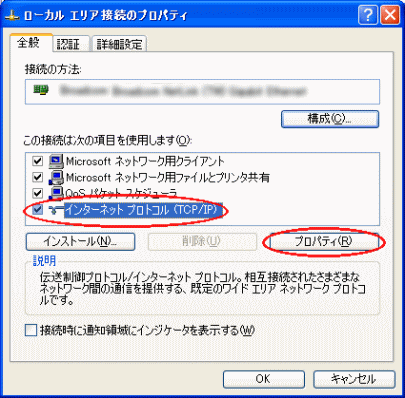 ローカル エリア接続のプロパティ
全般 認証 詳細設定
接続の方法:
構成(C)...
この接続は次の項目を使用します(O):
Microsoft ネットワーク用クライアント
Microsoft ネットワーク用ファイルとプリンタ共有
QoS パケット スケジューラ
インターネット プロトコル (TCP/IP)
インストール(N)... 削除(U) プロパティ(R)
説明
伝送制御プロトコル/インターネット プロトコル。相互接続されたさまざまな
ネットワーク間の通信を提供する、既定のワイド エリア ネットワーク プロトコ
ルです。
接続時に通知領域にインジケータを表示する(W)
OK キャンセル